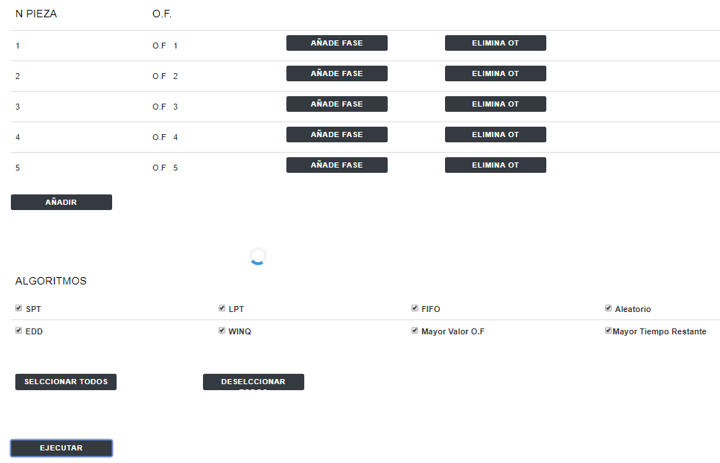 N PIEZA O.F.
1 O.F 1 AÑADE FASE ELIMINA OT
2 O.F 2 AÑADE FASE ELIMINA OT
3 O.F 3 AÑADE FASE ELIMINA OT
4 O.F 4 AÑADE FASE ELIMINA OT
5 O.F 5 AÑADE FASE ELIMINA OT
AÑADIR
ALGORITMOS
SPT LPT FIFO Aleatorio
EDD WINQ Mayor Valor O.F Mayor Tiempo Restante
SELCCIONAR TODOS DESELCCIONAR
EJECUTAR